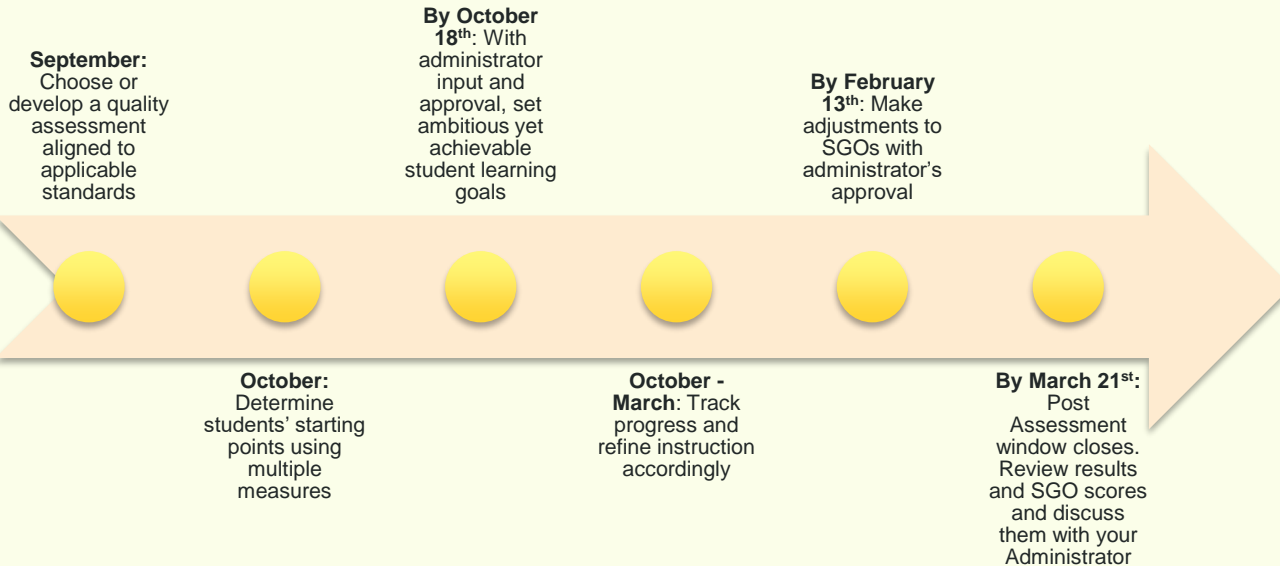 September:
Choose or
develop a quality
assessment
aligned to
applicable
standards
October:
Determine
students’ starting
points using
multiple
measures
By October
18th: With
administrator
input and
approval, set
ambitious yet
achievable
student learning
goals
October -
March: Track
progress and
refine instruction
accordingly
By February
13th: Make
adjustments to
SGOs with
administrator’s
approval
By March 21st:
Post
Assessment
window closes.
Review results
and SGO scores
and discuss
them with your
Administrator